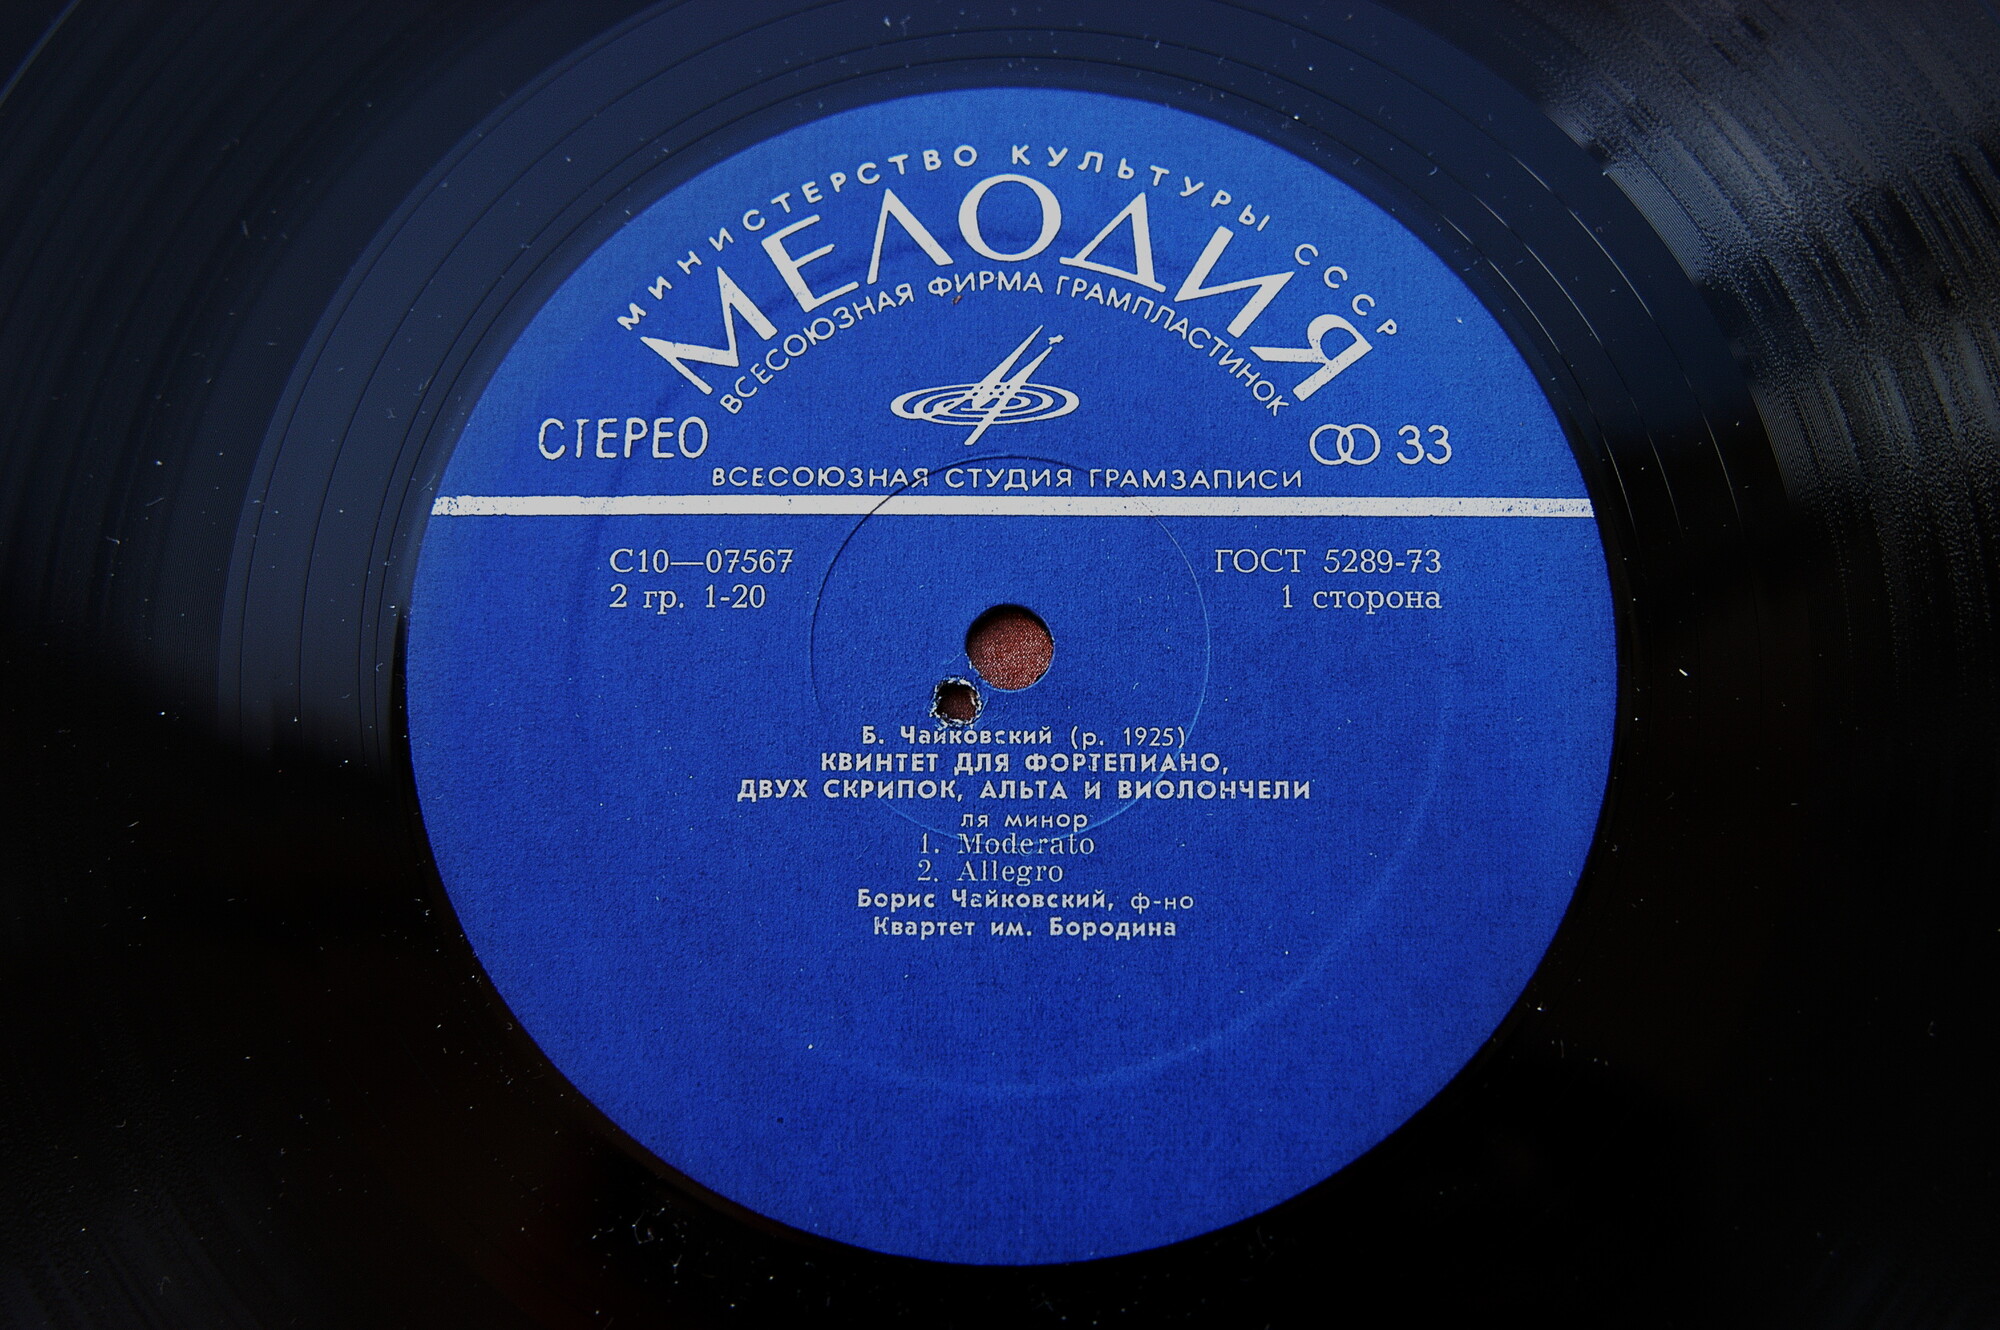 МИНИСТЕРСТВО КУЛЬТУРЫ СССР
МЕЛОДИЯ
ВСЕСОЮЗНАЯ ФИРМА ГРАМПЛАСТИНОК
СТЕРЕО
33
ВСЕСОЮЗНАЯ СТУДИЯ ГРАМЗАПИСИ
С10—07567
ГОСТ 5289-73
2 гр. 1-20
1 сторона
Б. Чайковский (р. 1925)
КВИНТЕТ ДЛЯ ФОРТЕПИАНО,
ДВУХ СКРИПОК, АЛЬТА И ВИОЛОНЧЕЛИ
ля минор
1. Moderato
2. Allegro
Борис Чайковский, ф-но
Квартет им. Бородина